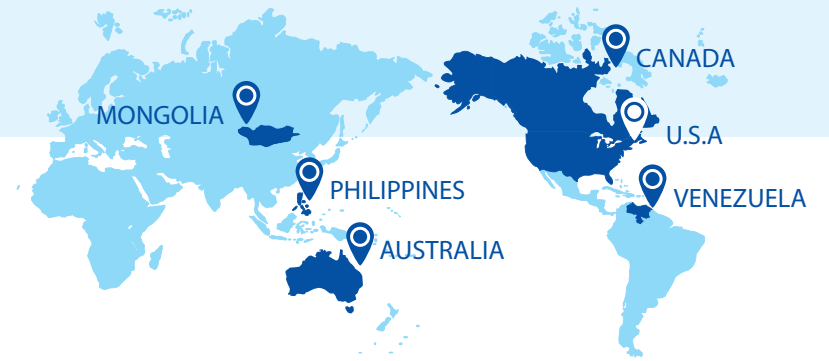 CANADA
MONGOLIA
U.S.A
PHILIPPINES
VENEZUELA
AUSTRALIA